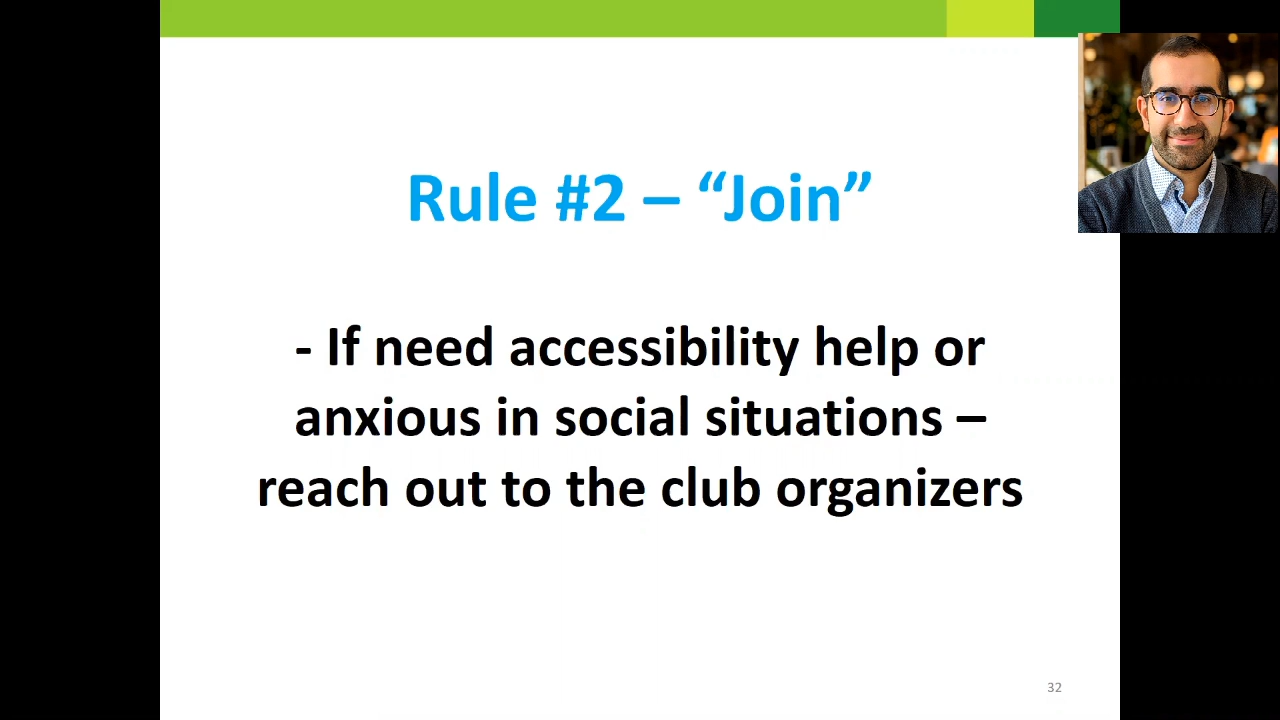 Rule #2 – “Join”
- If need accessibility help or
anxious in social situations –
reach out to the club organizers
32